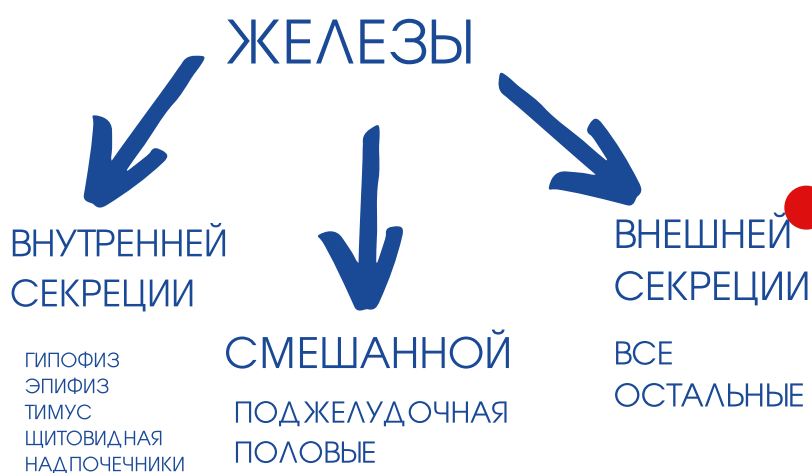 ЖЕЛЕЗЫ
ВНУТРЕННЕЙ
СЕКРЕЦИИ
ГИПОФИЗ
ЭПИФИЗ
ТИМУС
ЩИТОВИДНАЯ
НАДПОЧЕЧНИКИ
СМЕШАННОЙ
ПОДЖЕЛУДОЧНАЯ
ПОЛОВЫЕ
ВНЕШНЕЙ
СЕКРЕЦИИ
ВСЕ
ОСТАЛЬНЫЕ